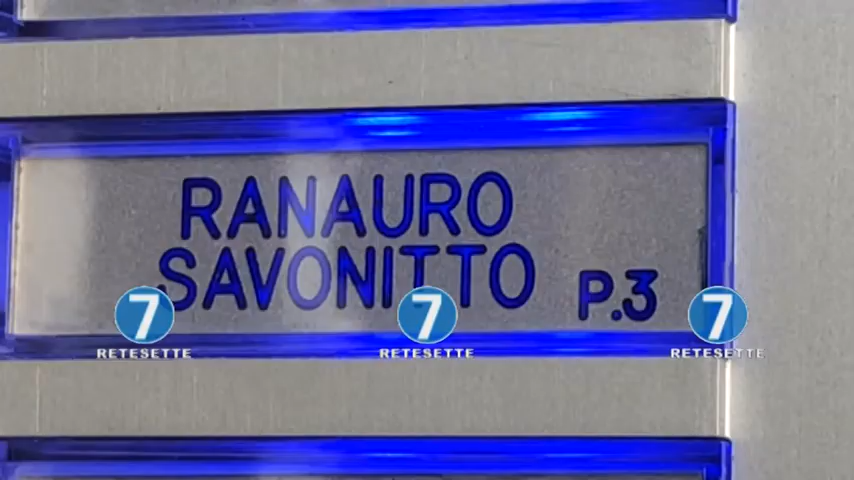 RANAURO
SAVONITTO P.3
7 7 7
RETESETTE RETESETTE RETESETTE